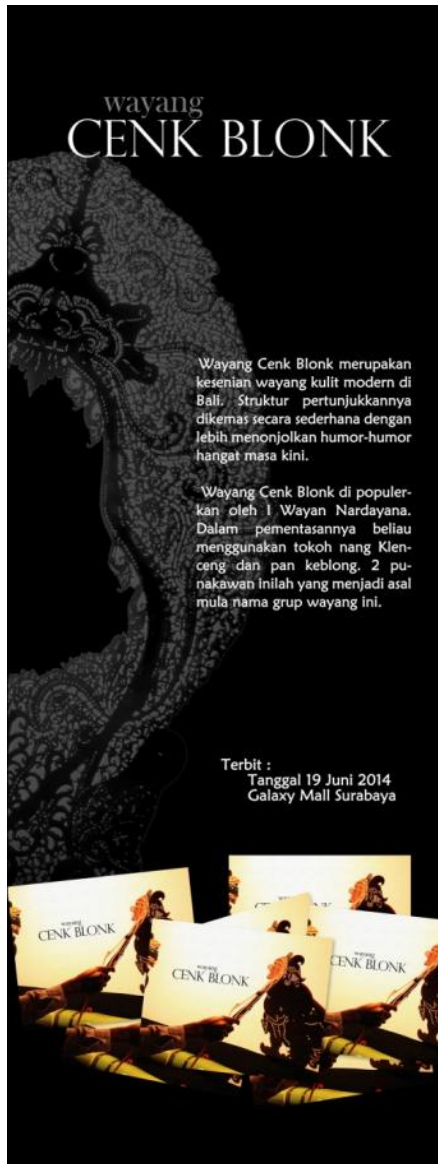 wayang
CENK BLONK
Wayang Cenk Blonk merupakan
kesenian wayang kulit modern di
Bali. Struktur pertunjukkannya
dikemas secara sederhana dengan
lebih menonjolkan humor-humor
hangat masa kini.
Wayang Cenk Blonk di populer-
kan oleh I Wayan Nardayana.
Dalam pementasannya beliau
menggunakan tokoh nang Klen-
ceng dan pan keblong. 2 pu-
nakawan inilah yang menjadi asal
mula nama grup wayang ini.
Terbit :
Tanggal 19 Juni 2014
Galaxy Mall Surabaya
wayang
CENK BLONK
wayang
CENK BLONK
wayang
CENK BLONK